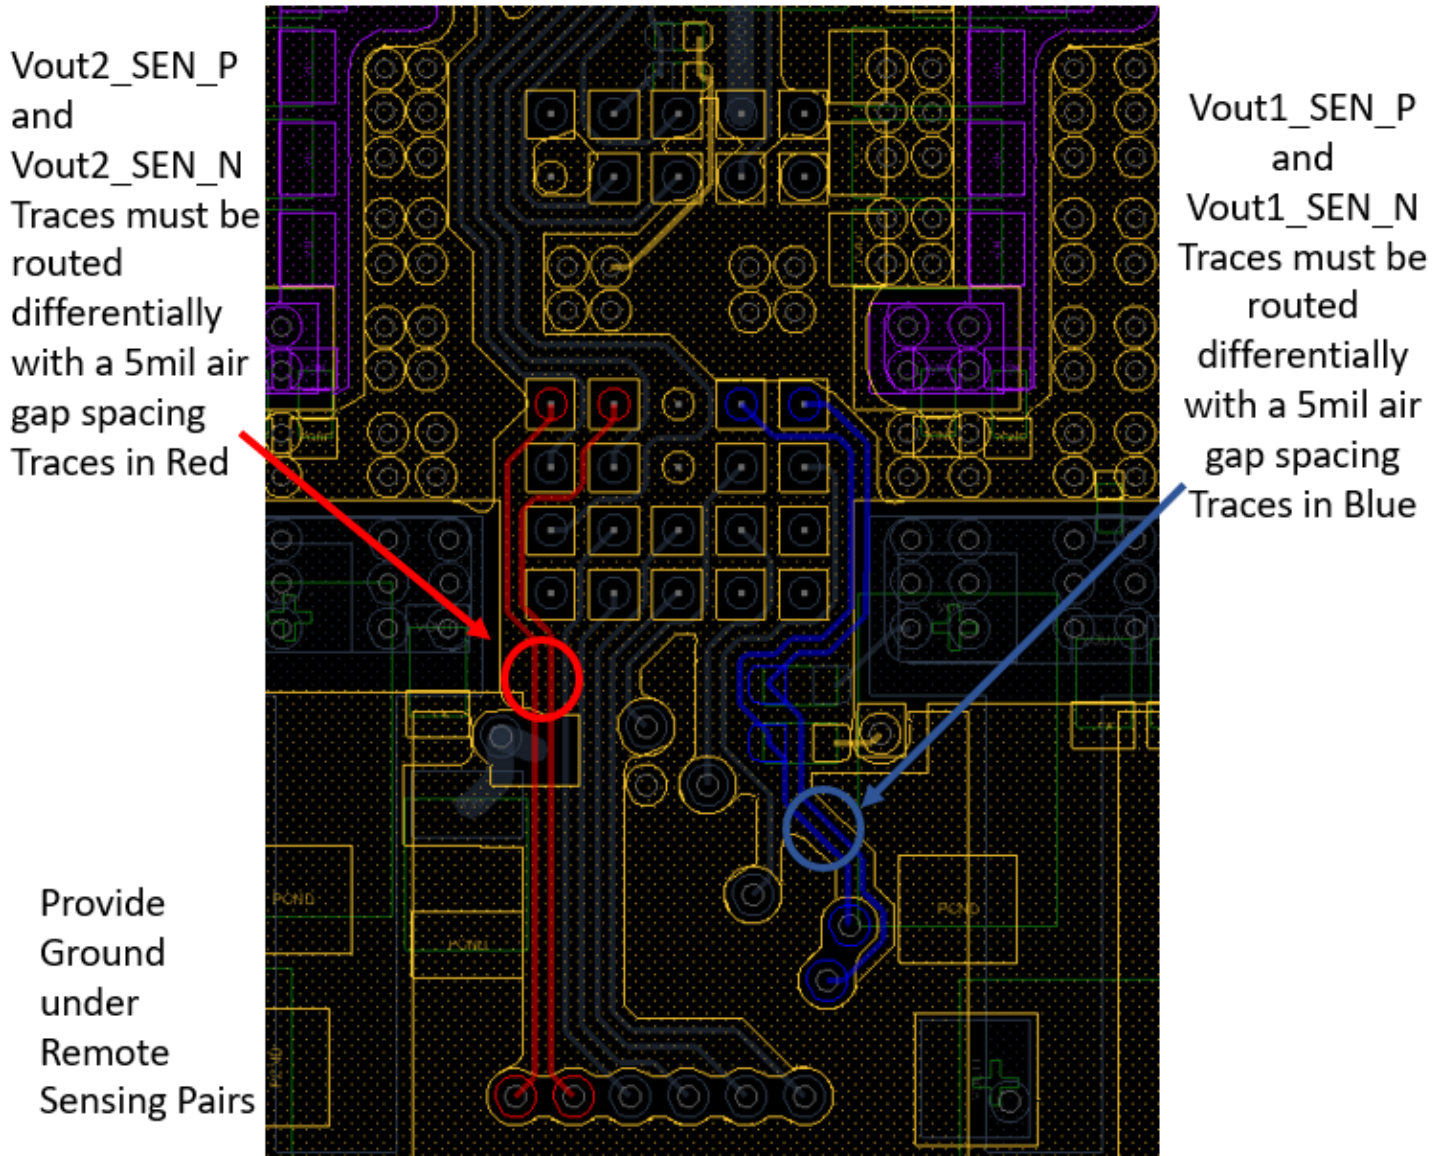 Vout2_SEN_P
and
Vout2_SEN_N
Traces must be
routed
differentially
with a 5mil air
gap spacing
Traces in Red
Vout1_SEN_P
and
Vout1_SEN_N
Traces must be
routed
differentially
with a 5mil air
gap spacing
Traces in Blue
Provide
Ground
under
Remote
Sensing Pairs
PGND
PGND
PGND
PGND